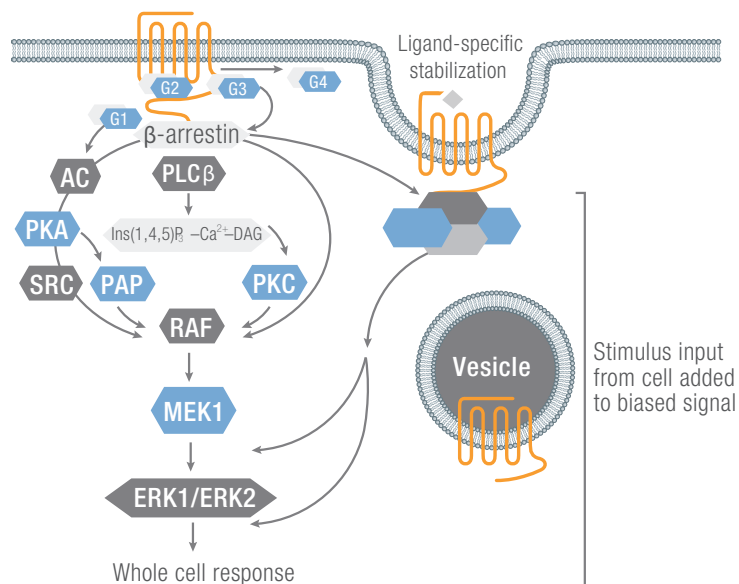 Ligand-specific
stabilization
G2
G3
G4
G1
β-arrestin
AC
PLCβ
Ins(1,4,5)P₃ –Ca²⁺–DAG
PKA
SRC
PAP
PKC
RAF
MEK1
ERK1/ERK2
Whole cell response
Vesicle
Stimulus input
from cell added
to biased signal